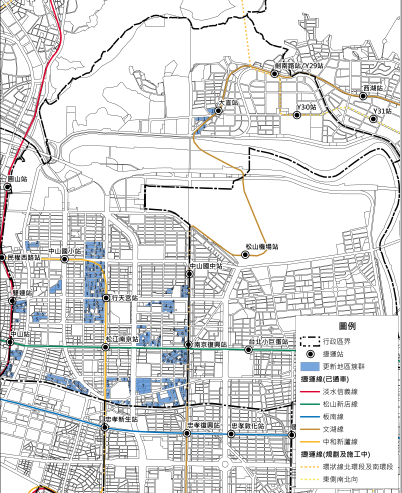 劍南路站/Y29站
西湖站
大直站
Y30站
Y31站
圓山站
松山機場站
中山國小站
民權西路站
中山國中站
雙連站
行天宮站
中山站
松江南京站
南京復興站
台北小巨蛋站
忠孝新生站
忠孝復興站
忠孝敦化站
圖例
行政區界
捷運站
更新地區範群
捷運線(已通車)
淡水信義線
松山新店線
板南線
文湖線
中和新蘆線
捷運線(規劃及施工中)
環狀線北環段及南環段
東側南北向